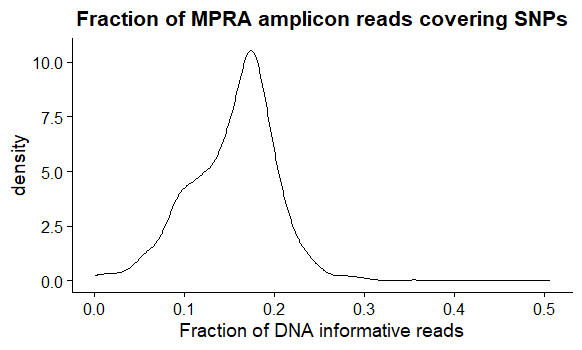 Fraction of MPRA amplicon reads covering SNPs
density
10.0
7.5
5.0
2.5
0.0
0.0 0.1 0.2 0.3 0.4 0.5
Fraction of DNA informative reads